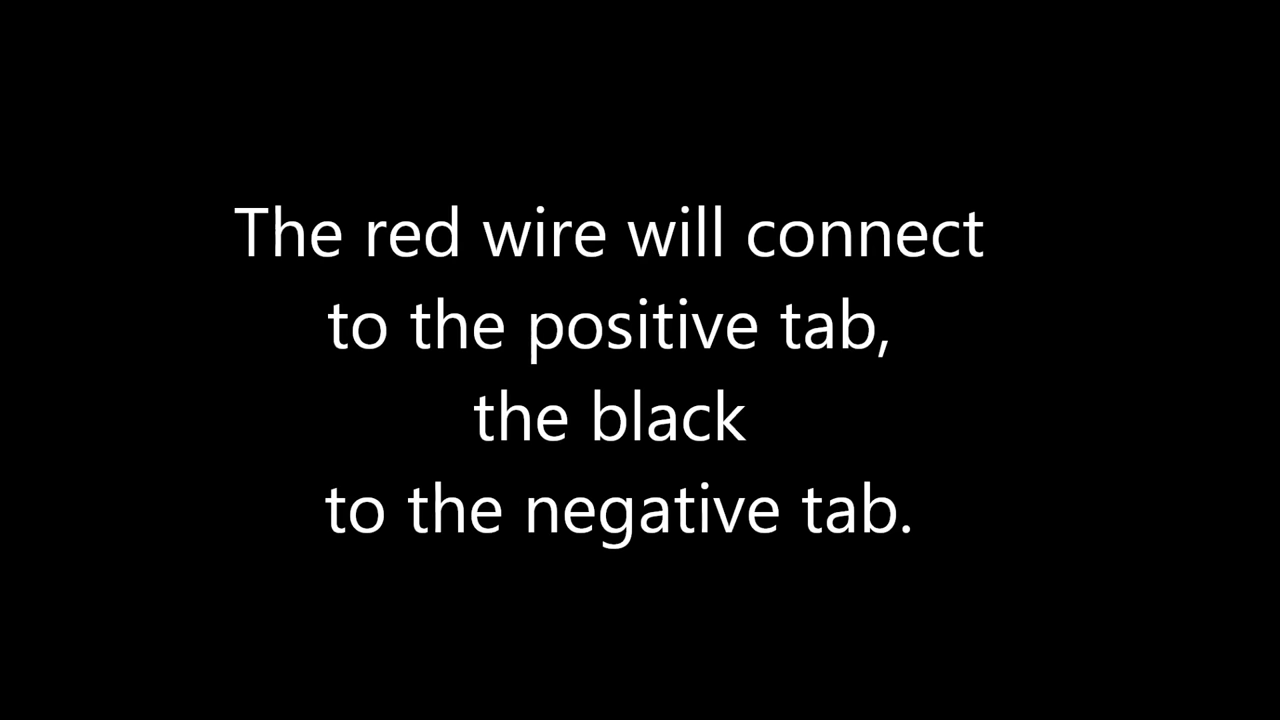 The red wire will connect
to the positive tab,
the black
to the negative tab.